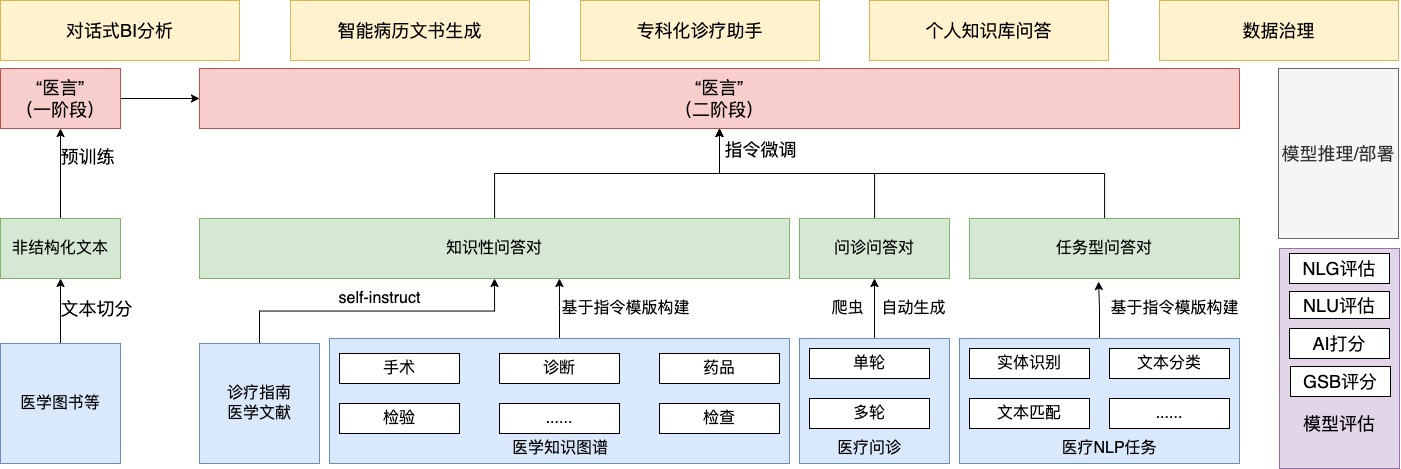 对话式BI分析
智能病历文书生成
专科化诊疗助手
个人知识库问答
数据治理
“医言”
（一阶段）
“医言”
（二阶段）
预训练
指令微调
模型推理/部署
非结构化文本
知识性问答对
问诊问答对
任务型问答对
文本切分
self-instruct
基于指令模版构建
爬虫
自动生成
基于指令模版构建
医学图书等
诊疗指南
医学文献
手术
诊断
药品
检验
......
检查
医学知识图谱
单轮
多轮
医疗问诊
实体识别
文本分类
文本匹配
......
医疗NLP任务
NLG评估
NLU评估
AI打分
GSB评分
模型评估